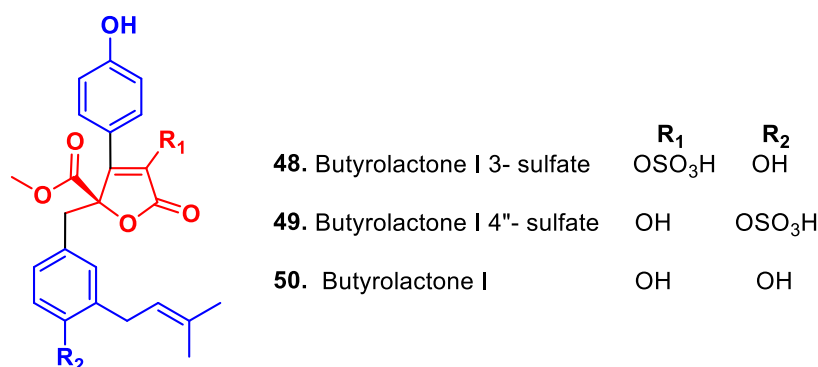 OH
R1
O
O
O
O
R2
R1 R2
48. Butyrolactone I 3- sulfate OSO3H OH
49. Butyrolactone I 4"- sulfate OH OSO3H
50. Butyrolactone I OH OH